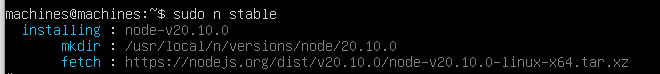 machines@machines:~$ sudo n stable
installing : node-v20.10.0
mkdir : /usr/local/n/versions/node/20.10.0
fetch : https://nodejs.org/dist/v20.10.0/node-v20.10.0-linux-x64.tar.xz